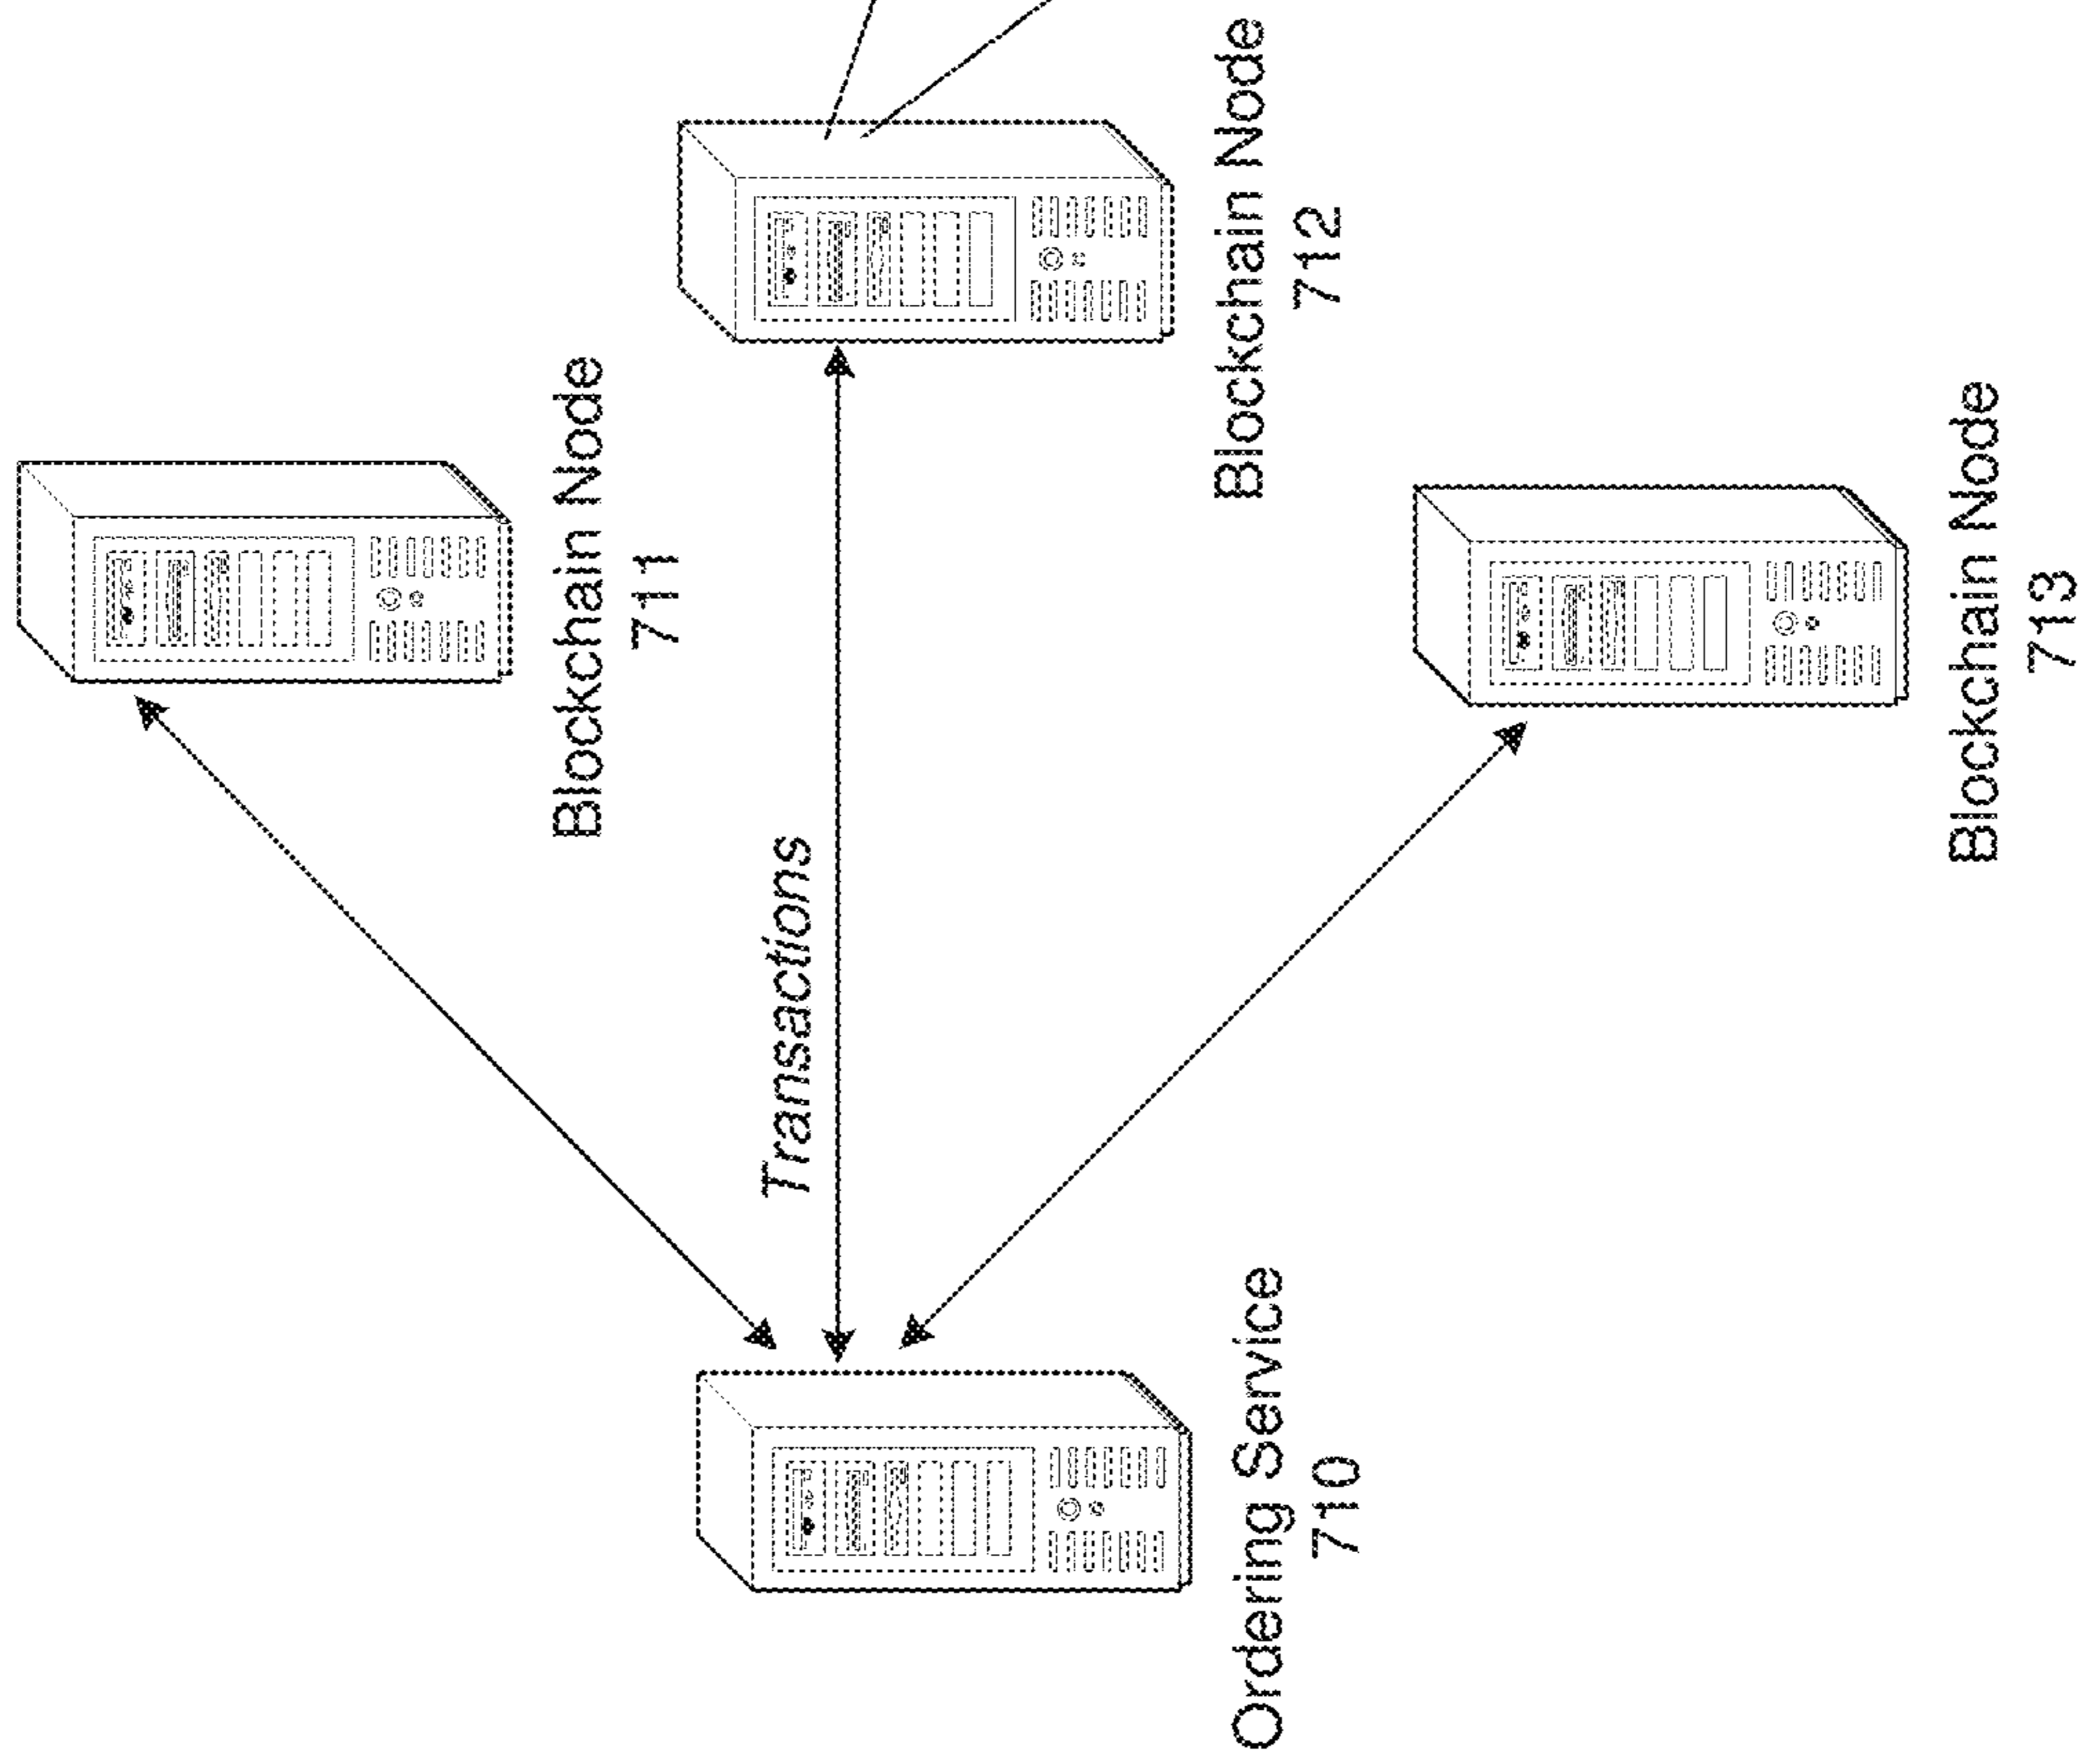 Blockchain Node
711
Transactions
Blockchain Node
712
Ordering Service
710
Blockchain Node
713